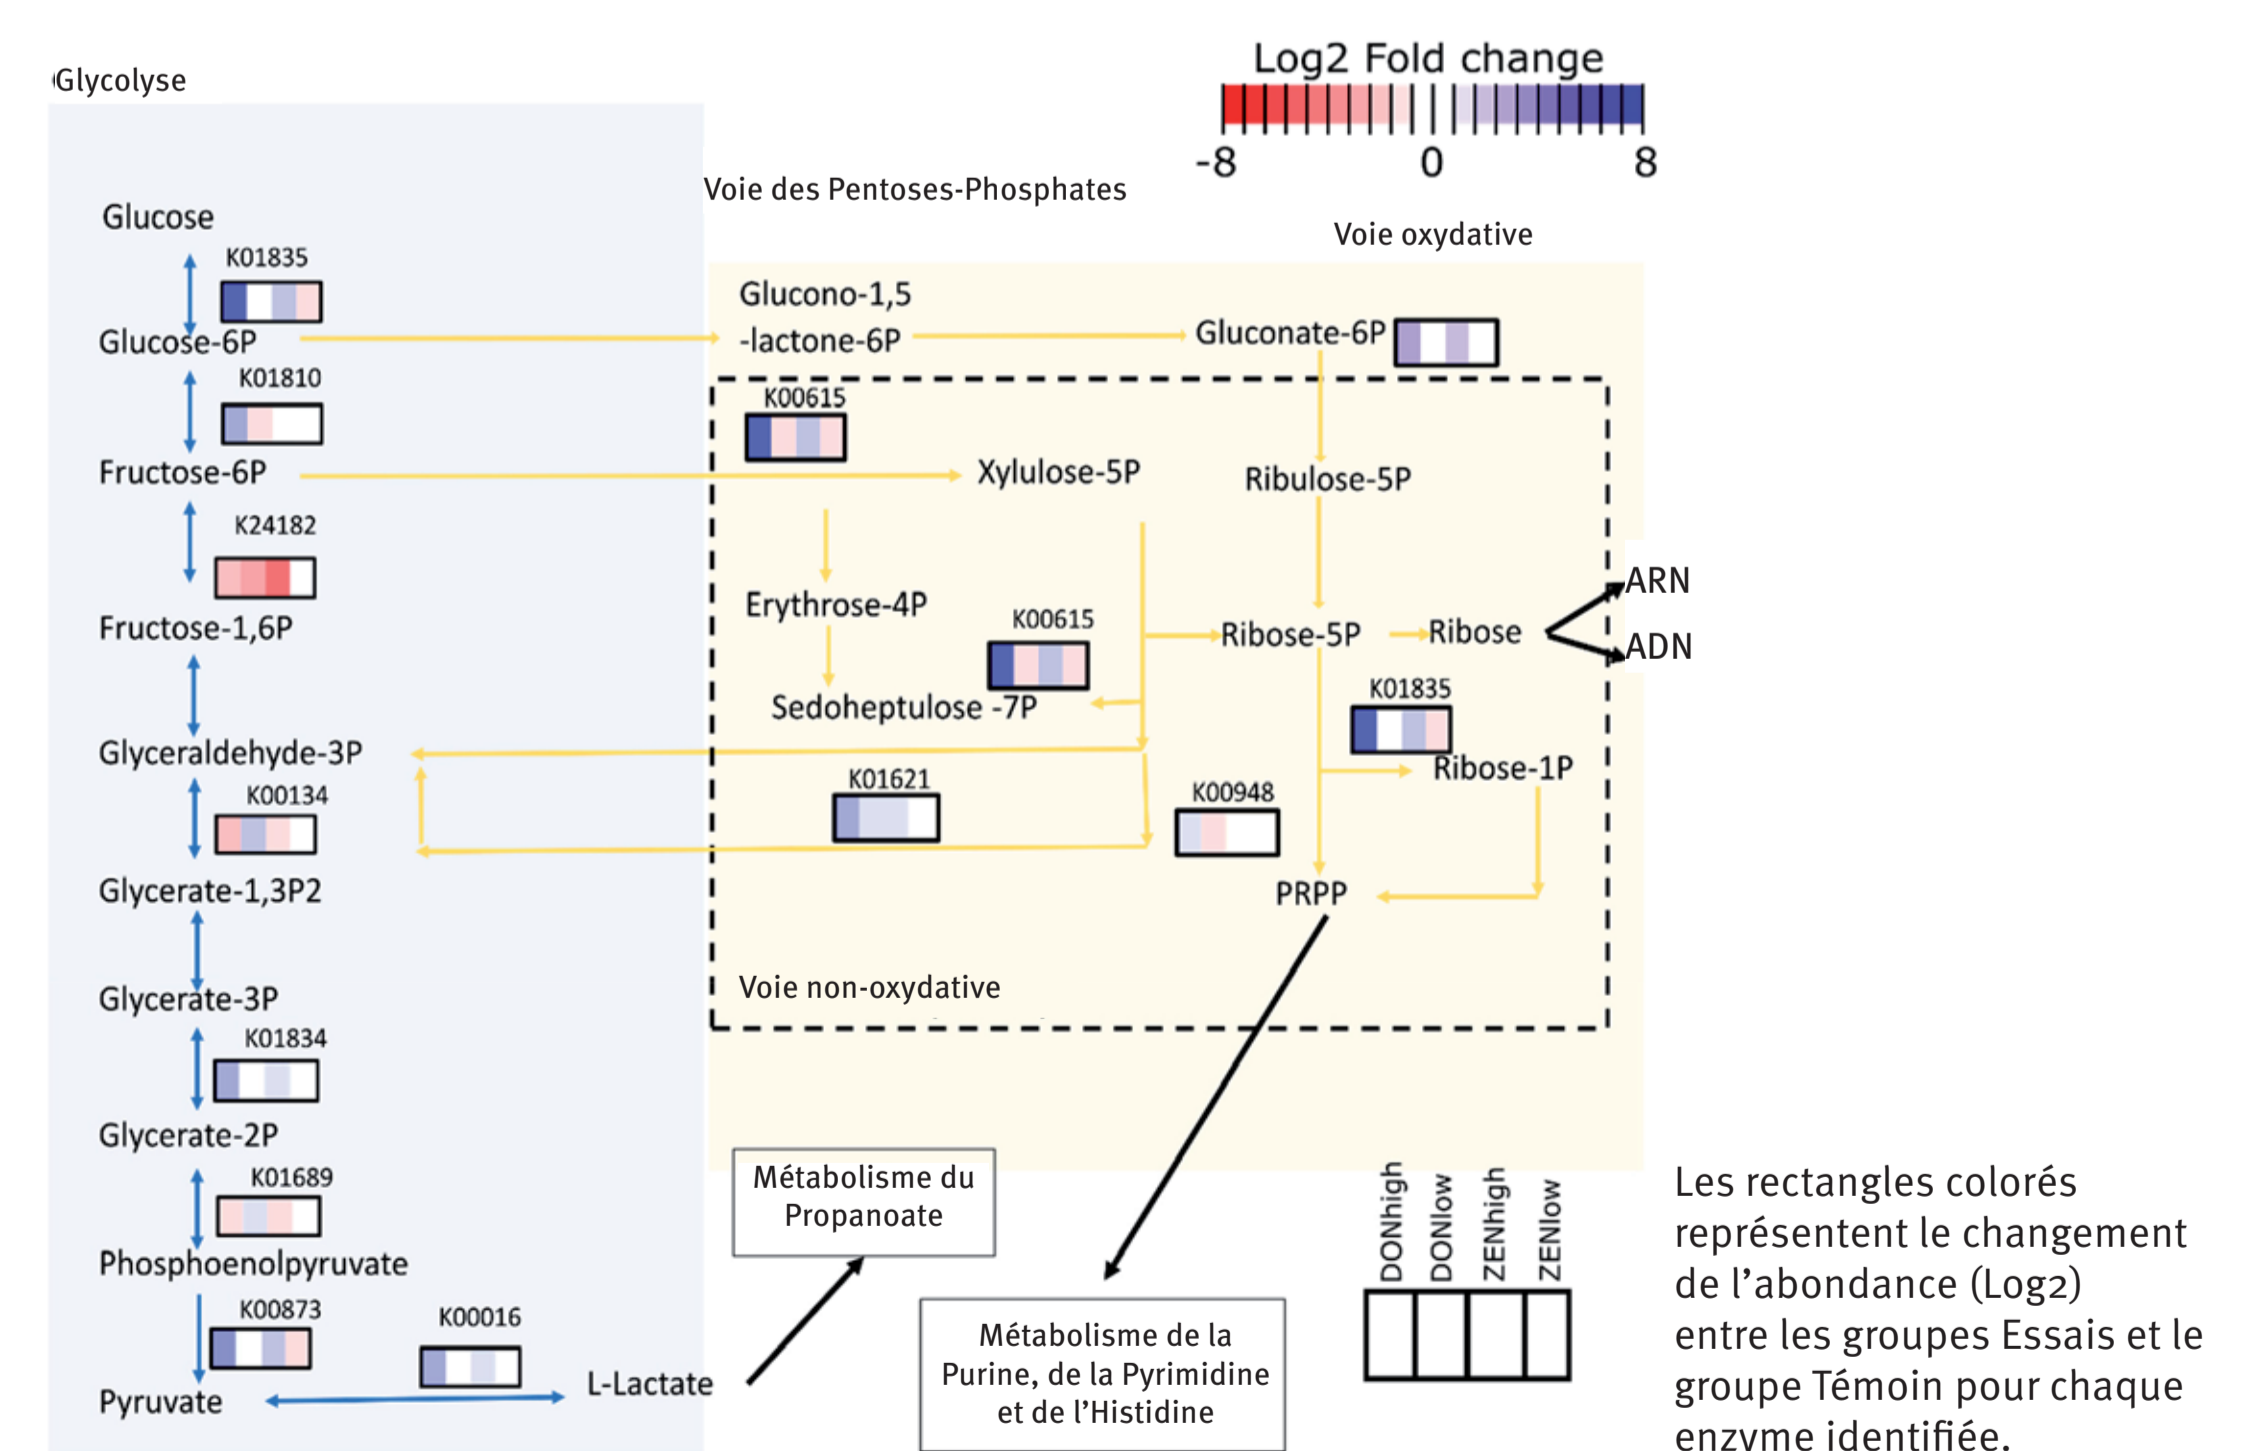 Log2 Fold change
-8
0
8
Glycolyse
Voie des Pentoses-Phosphates
Voie oxydative
Glucose
K01835
Glucose-6P
Glucono-1,5
-lactone-6P
Gluconate-6P
K01810
K00615
Fructose-6P
Xylulose-5P
Ribulose-5P
K24182
Fructose-1,6P
Erythrose-4P
K00615
Ribose-5P
Ribose
ARN
ADN
Sedoheptulose -7P
K01835
Glyceraldehyde-3P
Ribose-1P
K00134
K01621
K00948
Glycerate-1,3P2
PRPP
Glycerate-3P
Voie non-oxydative
K01834
Glycerate-2P
K01689
Phosphoenolpyruvate
K00873
K00016
Pyruvate
L-Lactate
Métabolisme du
Propanoate
Métabolisme de la
Purine, de la Pyrimidine
et de l’Histidine
DONhigh
DONlow
ZENhigh
ZENlow
Les rectangles colorés
représentent le changement
de l’abondance (Log2)
entre les groupes Essais et le
groupe Témoin pour chaque
enzyme identifiée.